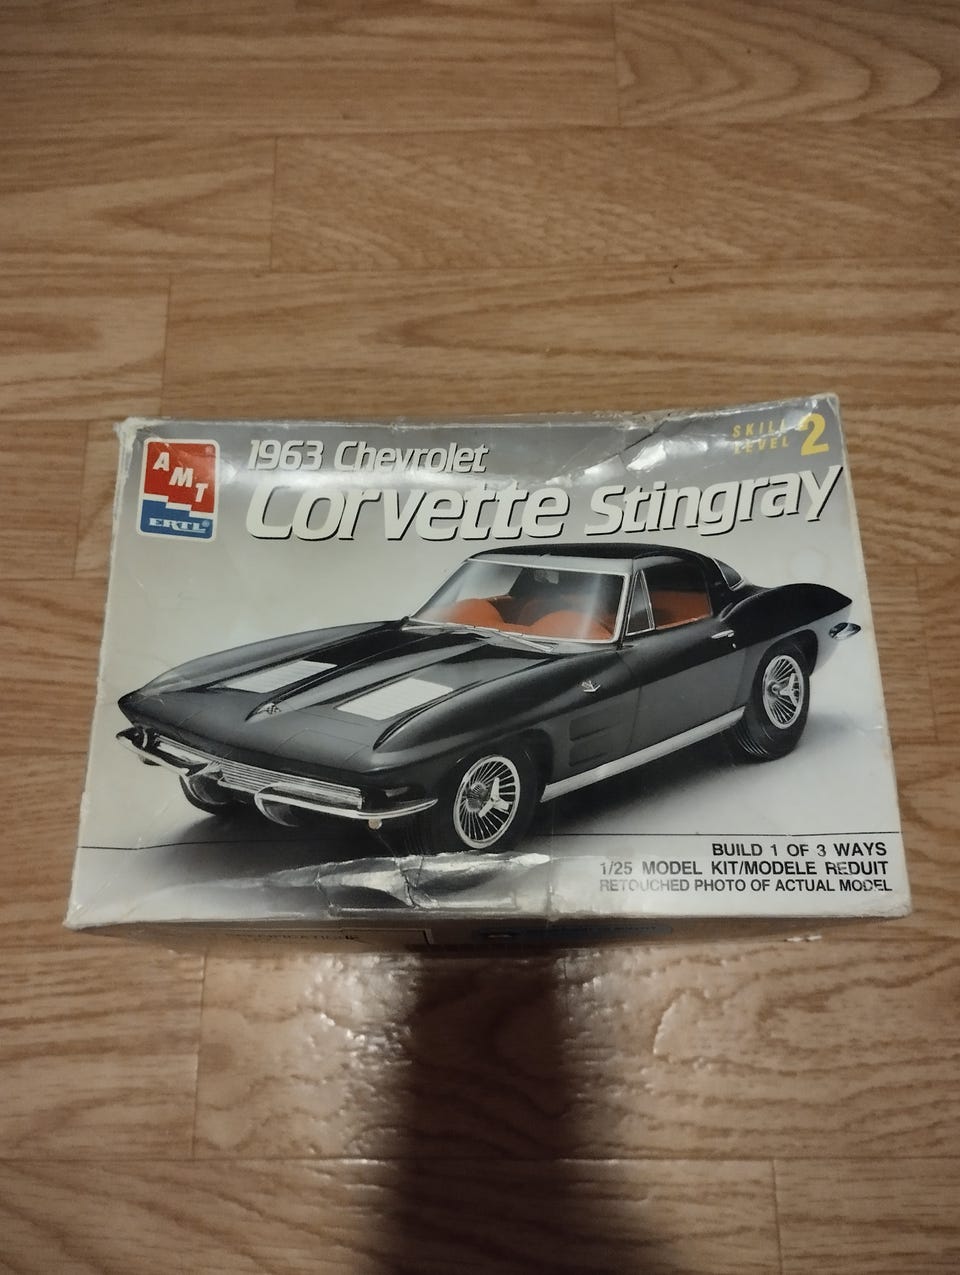 AMT
ERTL®
1963 Chevrolet
Corvette Stingray
SKILL
LEVEL 2
BUILD 1 OF 3 WAYS
1/25 MODEL KIT/MODELE REDUIT
RETOUCHED PHOTO OF ACTUAL MODEL